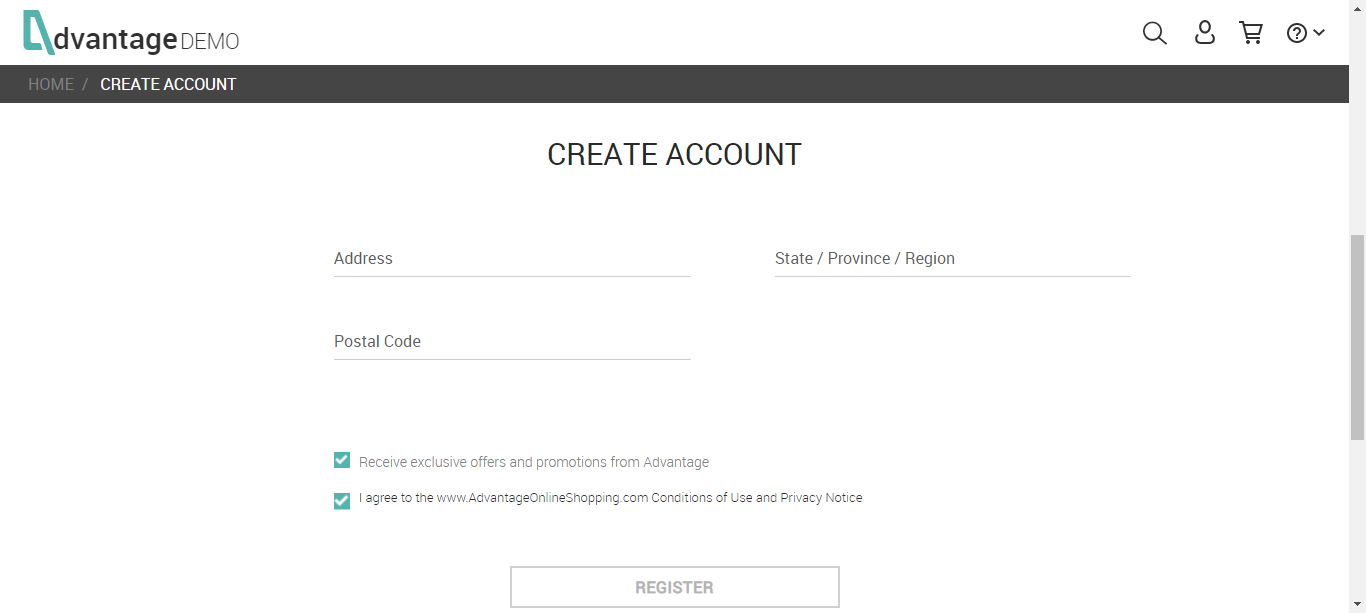 dvantage DEMO
HOME / CREATE ACCOUNT
CREATE ACCOUNT
Address
State / Province / Region
Postal Code
Receive exclusive offers and promotions from Advantage
I agree to the www.AdvantageOnlineShopping.com Conditions of Use and Privacy Notice
REGISTER